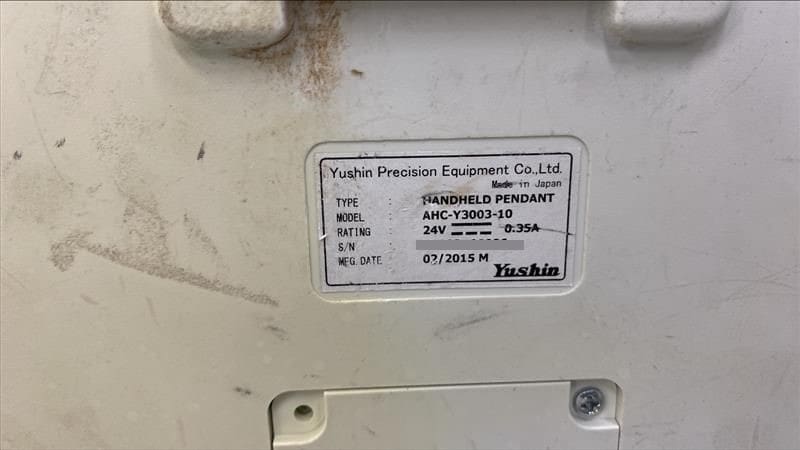 Yushin Precision Equipment Co.,Ltd.
Made in Japan
TYPE : HANDHELD PENDANT
MODEL : AHC-Y3003-10
RATING : 24V 0.35A
S/N :
MFG.DATE : 02/2015 M
Yushin